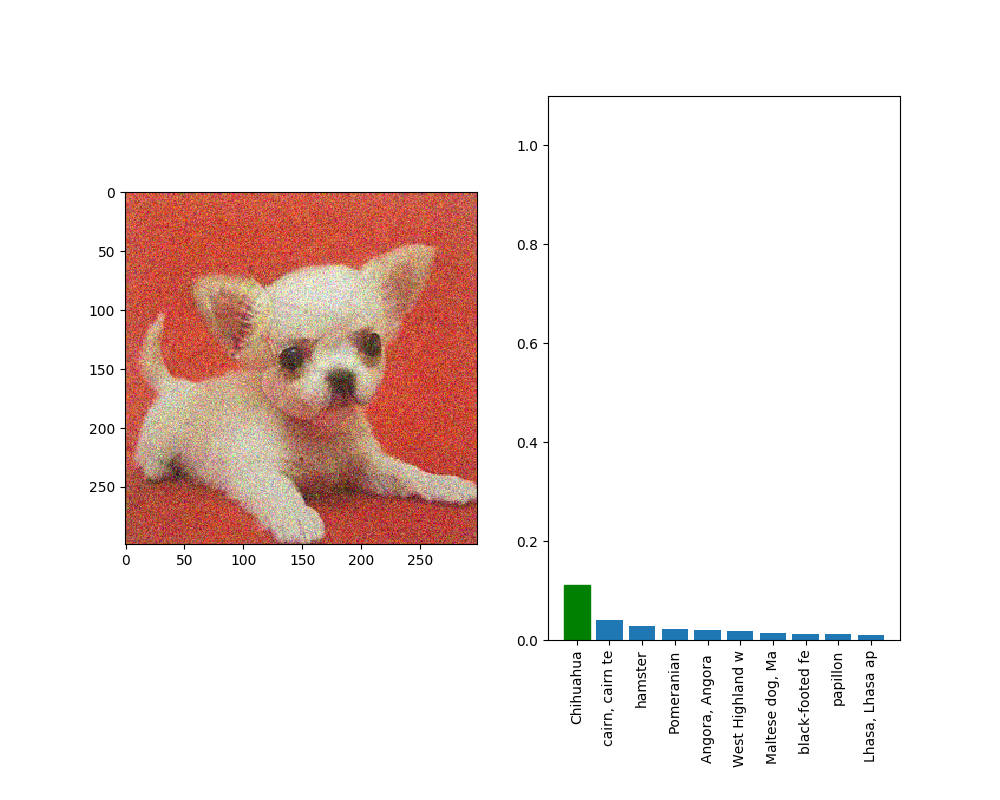 0
50
100
150
200
250
0 50 100 150 200 250
1.0
0.8
0.6
0.4
0.2
0.0
Chihuahua
cairn, cairn te
hamster
Pomeranian
Angora, Angora
West Highland w
Maltese dog, Ma
black-footed fe
papillon
Lhasa, Lhasa ap